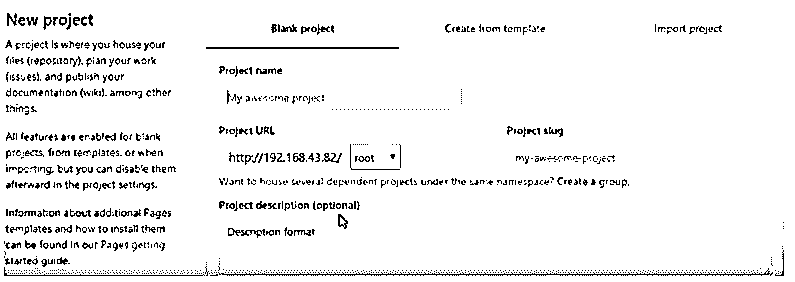 New project
A project is where you house your
files (repository), plan your work
(issues), and publish your
documentation (wiki), among other
things.
All features are enabled for blank
projects, from templates, or when
importing, but you can disable them
afterward in the project settings.
Information about additional Pages
templates and how to install them
can be found in our Pages getting
started guide.
Blank project
Create from template
Import project
Project name
My awesome project
Project URL
http://192.168.43.82/ root
Project slug
my-awesome-project
Want to house several dependent projects under the same namespace? Create a group.
Project description (optional)
Description format